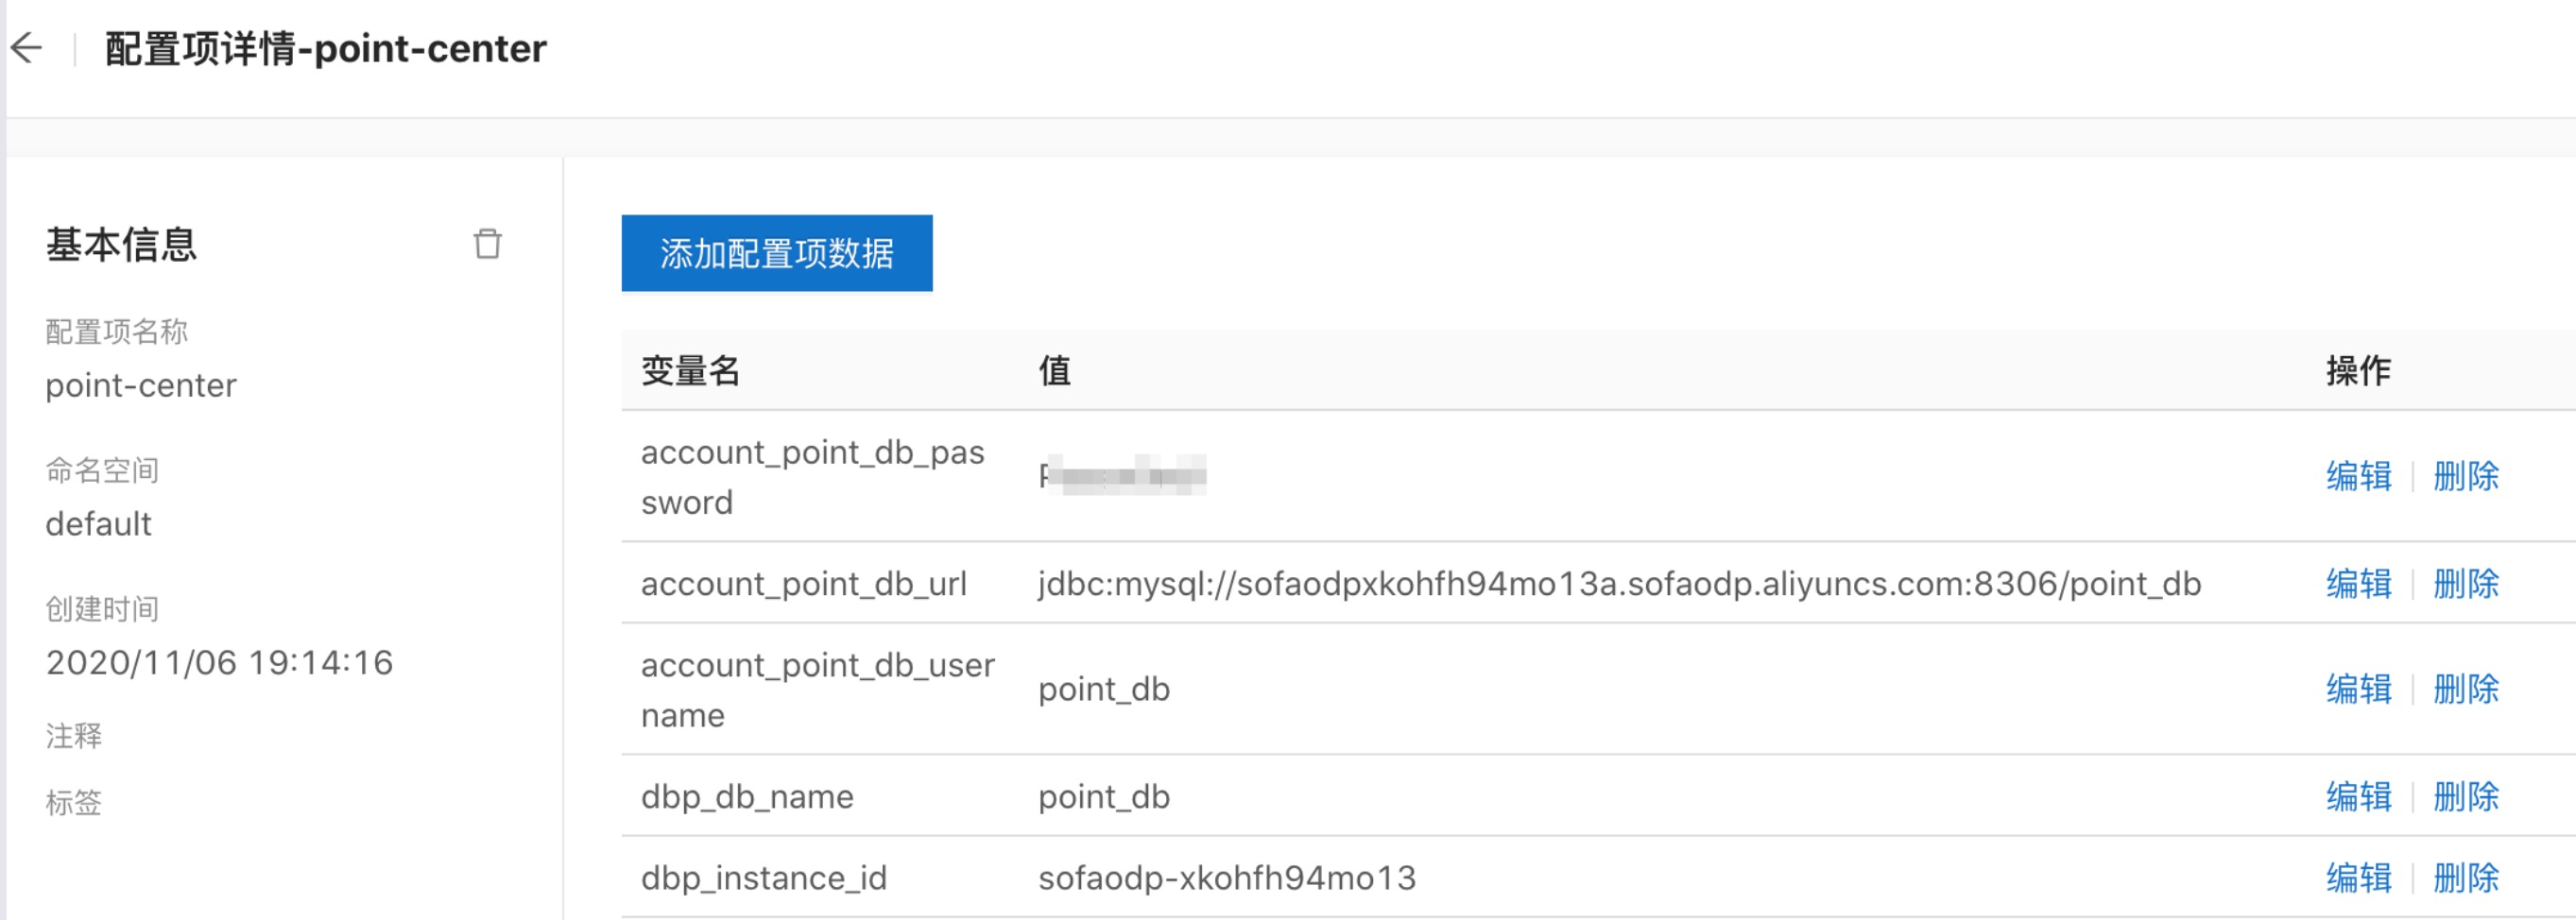 配置项详情-point-center
基本信息
配置项名称
point-center
命名空间
default
创建时间
2020/11/06 19:14:16
注释
标签
添加配置项数据
变量名 值 操作
account_point_db_pas
sword
编辑 删除
account_point_db_url jdbc:mysql://sofaodpxkohfh94mo13a.sofaodp.aliyuncs.com:8306/point_db 编辑 删除
account_point_db_user
name
point_db 编辑 删除
dbp_db_name point_db 编辑 删除
dbp_instance_id sofaodp-xkohfh94mo13 编辑 删除